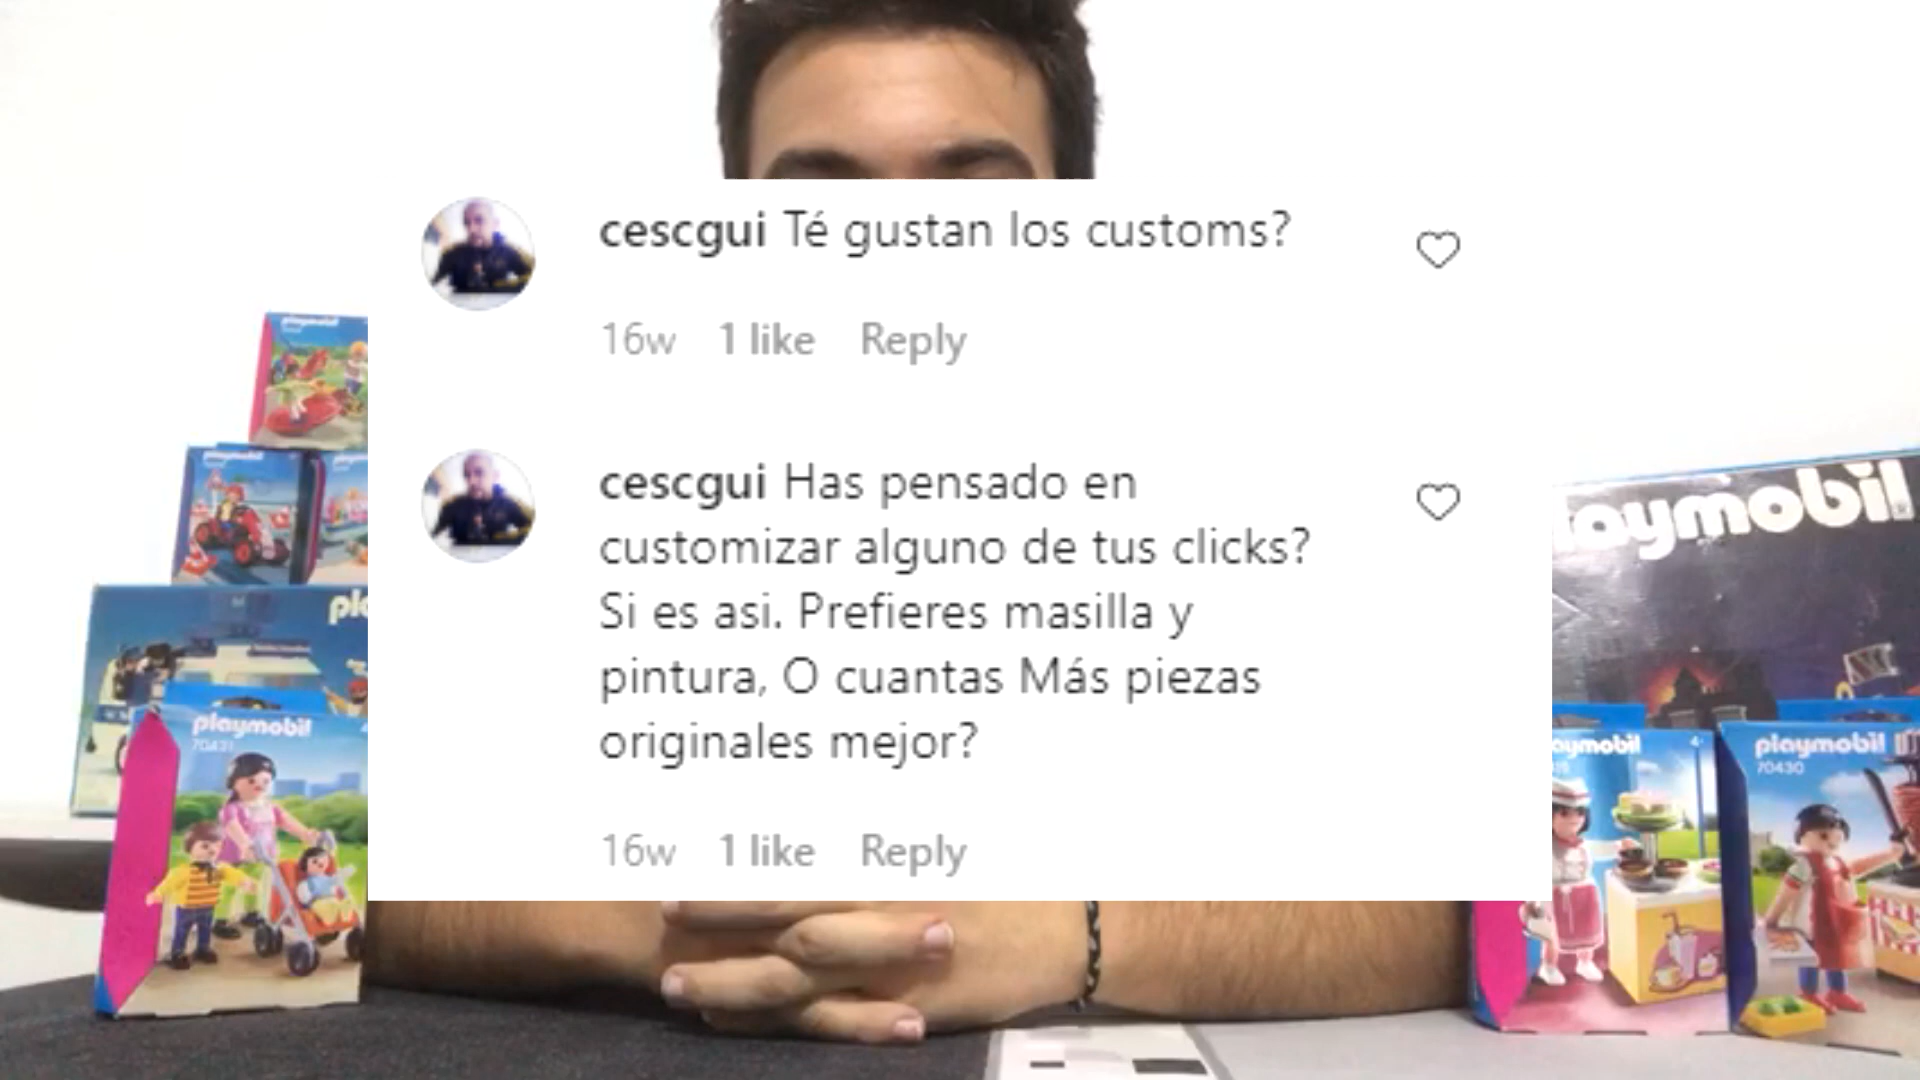 cescgui Té gustan los customs?
16w 1 like Reply
cescgui Has pensado en
customizar alguno de tus clicks?
Si es asi. Prefieres masilla y
pintura, O cuantas Más piezas
originales mejor?
16w 1 like Reply
playmobil
playmobil
playmobil
70431
playmobil
playmobil
70430